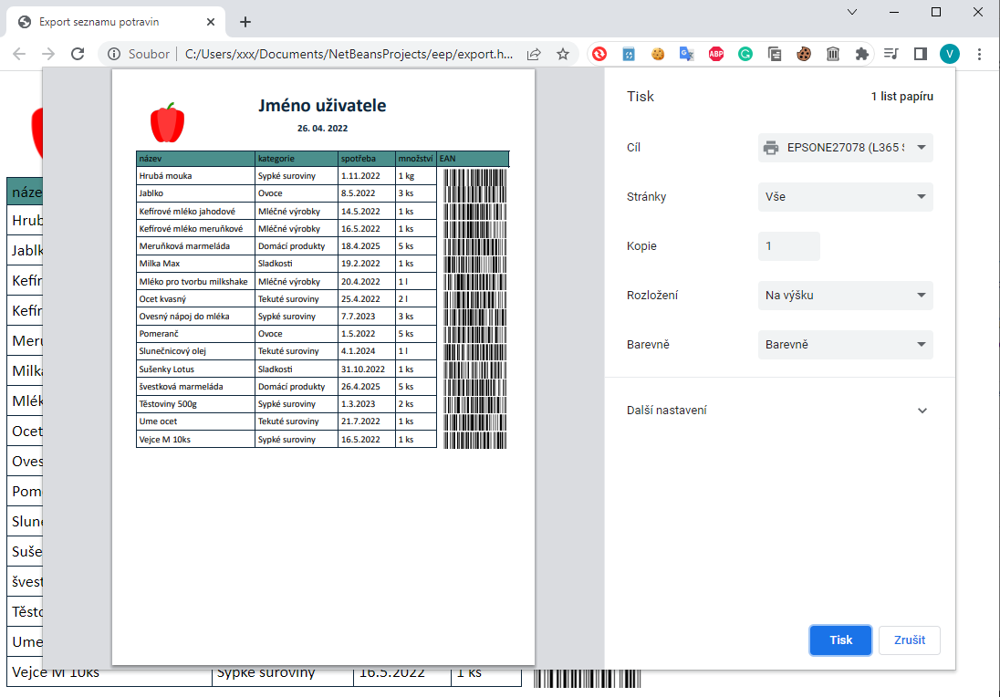 Export seznamu potravin
Soubor C:/Users/xxx/Documents/NetBeansProjects/eep/export.h...
ABP
V
Jméno uživatele
26. 04. 2022
název kategorie spotřeba množství EAN
Hrubá mouka Sypké suroviny 1.11.2022 1 kg
Jablko Ovoce 8.5.2022 3 ks
Kefírové mléko jahodové Mléčné výrobky 14.5.2022 1 ks
Kefírové mléko meruňkové Mléčné výrobky 16.5.2022 1 ks
Meruňková marmeláda Domácí produkty 18.4.2025 5 ks
Milka Max Sladkosti 19.2.2022 1 ks
Mléko pro tvorbu milkshake Mléčné výrobky 20.4.2022 1 l
Ocet kvasný Tekuté suroviny 25.4.2022 2 l
Ovesný nápoj do mléka Sypké suroviny 7.7.2023 3 ks
Pomeranč Ovoce 1.5.2022 5 ks
Slunečnicový olej Tekuté suroviny 4.1.2024 1 l
Sušenky Lotus Sladkosti 31.10.2022 1 ks
švestková marmeláda Domácí produkty 26.4.2025 5 ks
Těstoviny 500g Sypké suroviny 1.3.2023 2 ks
Ume ocet Tekuté suroviny 21.7.2022 1 ks
Vejce M 10ks Sypké suroviny 16.5.2022 1 ks
Tisk 1 list papíru
Cíl EPSONE27078 (L365 S
Stránky Vše
Kopie 1
Rozložení Na výšku
Barevně Barevně
Další nastavení
Tisk Zrušit
náze
Hrub
Jablk
Kefír
Kefír
Meru
Milka
Mlék
Ocet
Oves
Pome
Slune
Suše
švest
Těsto
Ume
Vejce M 10ks Sypké suroviny 16.5.2022 1 ks